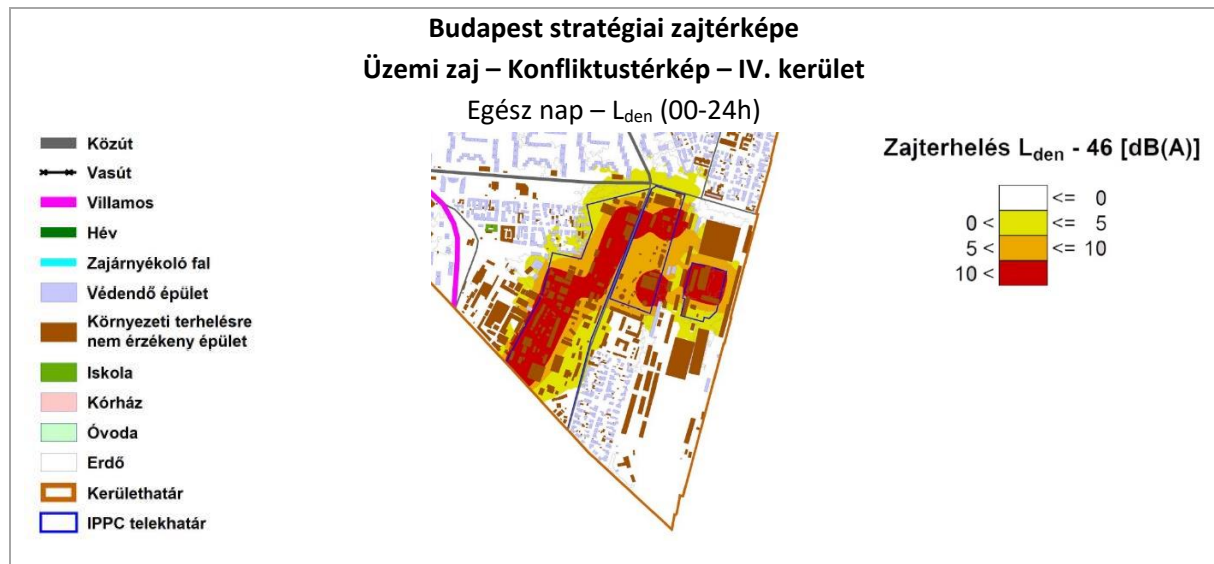 Budapest stratégiai zajtérképe
Üzemi zaj – Konfliktustérkép – IV. kerület
Egész nap – Lden (00-24h)
Közút
Vasút
Villamos
Hév
Zajárnyékoló fal
Védendő épület
Környezeti terhelésre
nem érzékeny épület
Iskola
Kórház
Óvoda
Erdő
Kerülethatár
IPPC telekhatár
Zajterhelés Lden - 46 [dB(A)]
<= 0
0 < <= 5
5 < <= 10
10 <